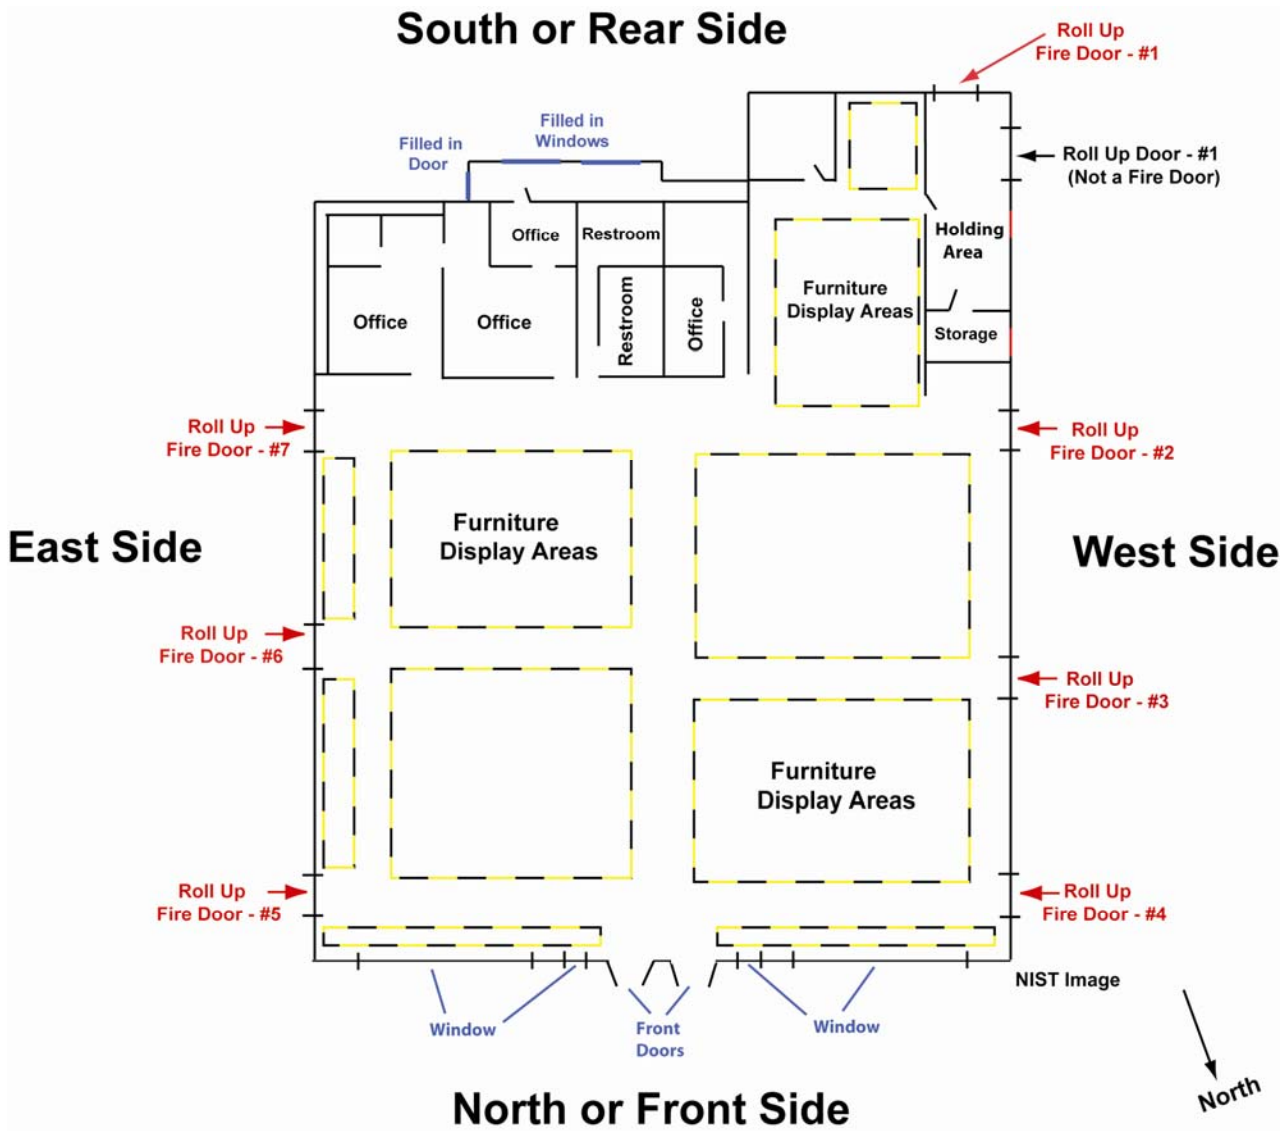 South or Rear Side
Roll Up
Fire Door - #1
Filled in
Windows
Filled in
Door
Roll Up Door - #1
(Not a Fire Door)
Office
Restroom
Holding
Area
Furniture
Display Areas
Restroom
Office
Office
Office
Storage
Roll Up
Fire Door - #7
Roll Up
Fire Door - #2
Furniture
Display Areas
East Side
West Side
Roll Up
Fire Door - #6
Roll Up
Fire Door - #3
Furniture
Display Areas
Roll Up
Fire Door - #5
Roll Up
Fire Door - #4
NIST Image
Window
Front
Doors
Window
North
North or Front Side